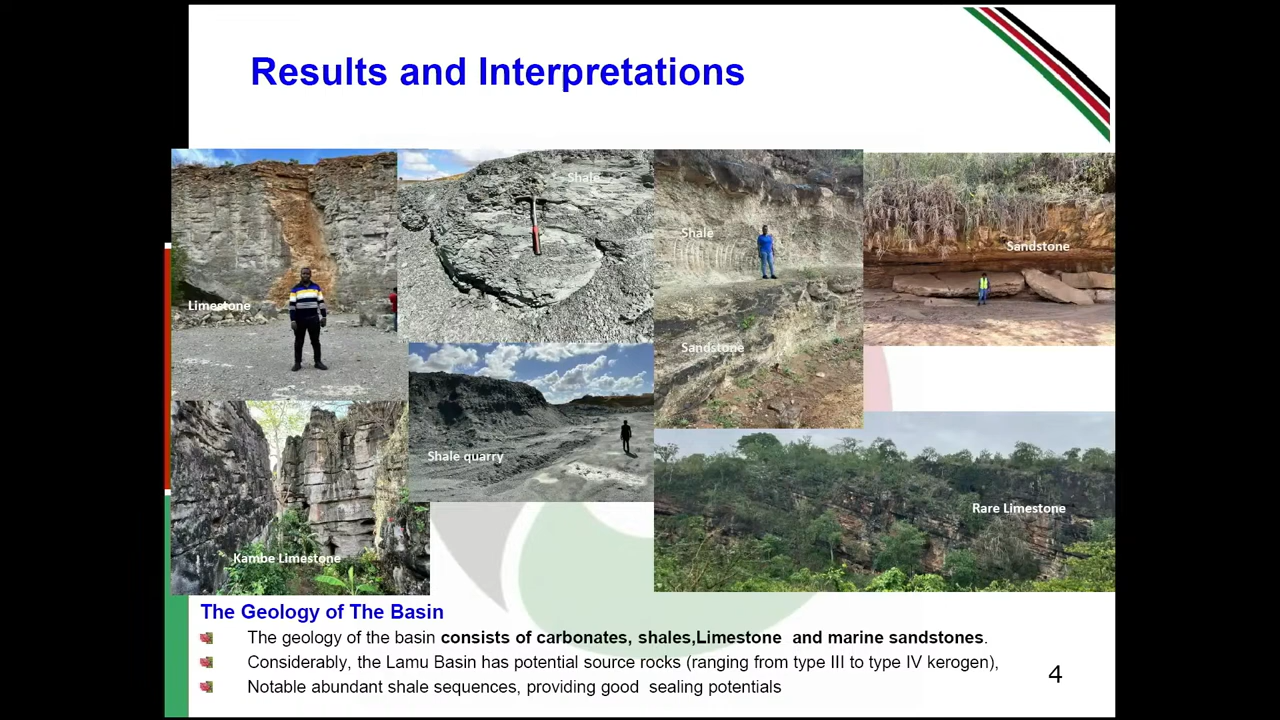 Results and Interpretations
Shale
Shale
Sandstone
Limestone
Sandstone
Shale quarry
Rare Limestone
Kambe Limestone
The Geology of The Basin
The geology of the basin consists of carbonates, shales,Limestone and marine sandstones.
Considerably, the Lamu Basin has potential source rocks (ranging from type III to type IV kerogen),
Notable abundant shale sequences, providing good sealing potentials
4